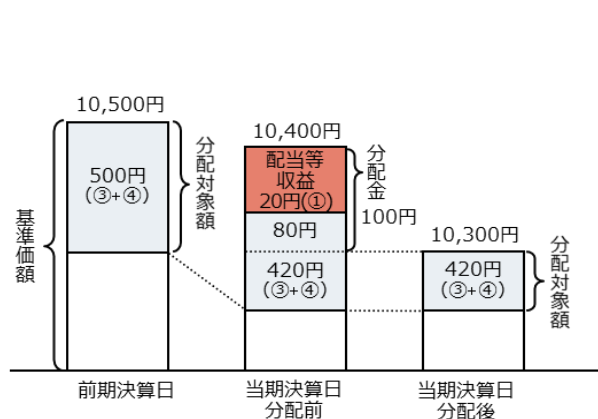 10,500円
500円
(③+④)
分配対象額
基準価額
10,400円
配当等
収益
20円(①)
80円
分配金
100円
420円
(③+④)
10,300円
420円
(③+④)
分配対象額
前期決算日
当期決算日
分配前
当期決算日
分配後